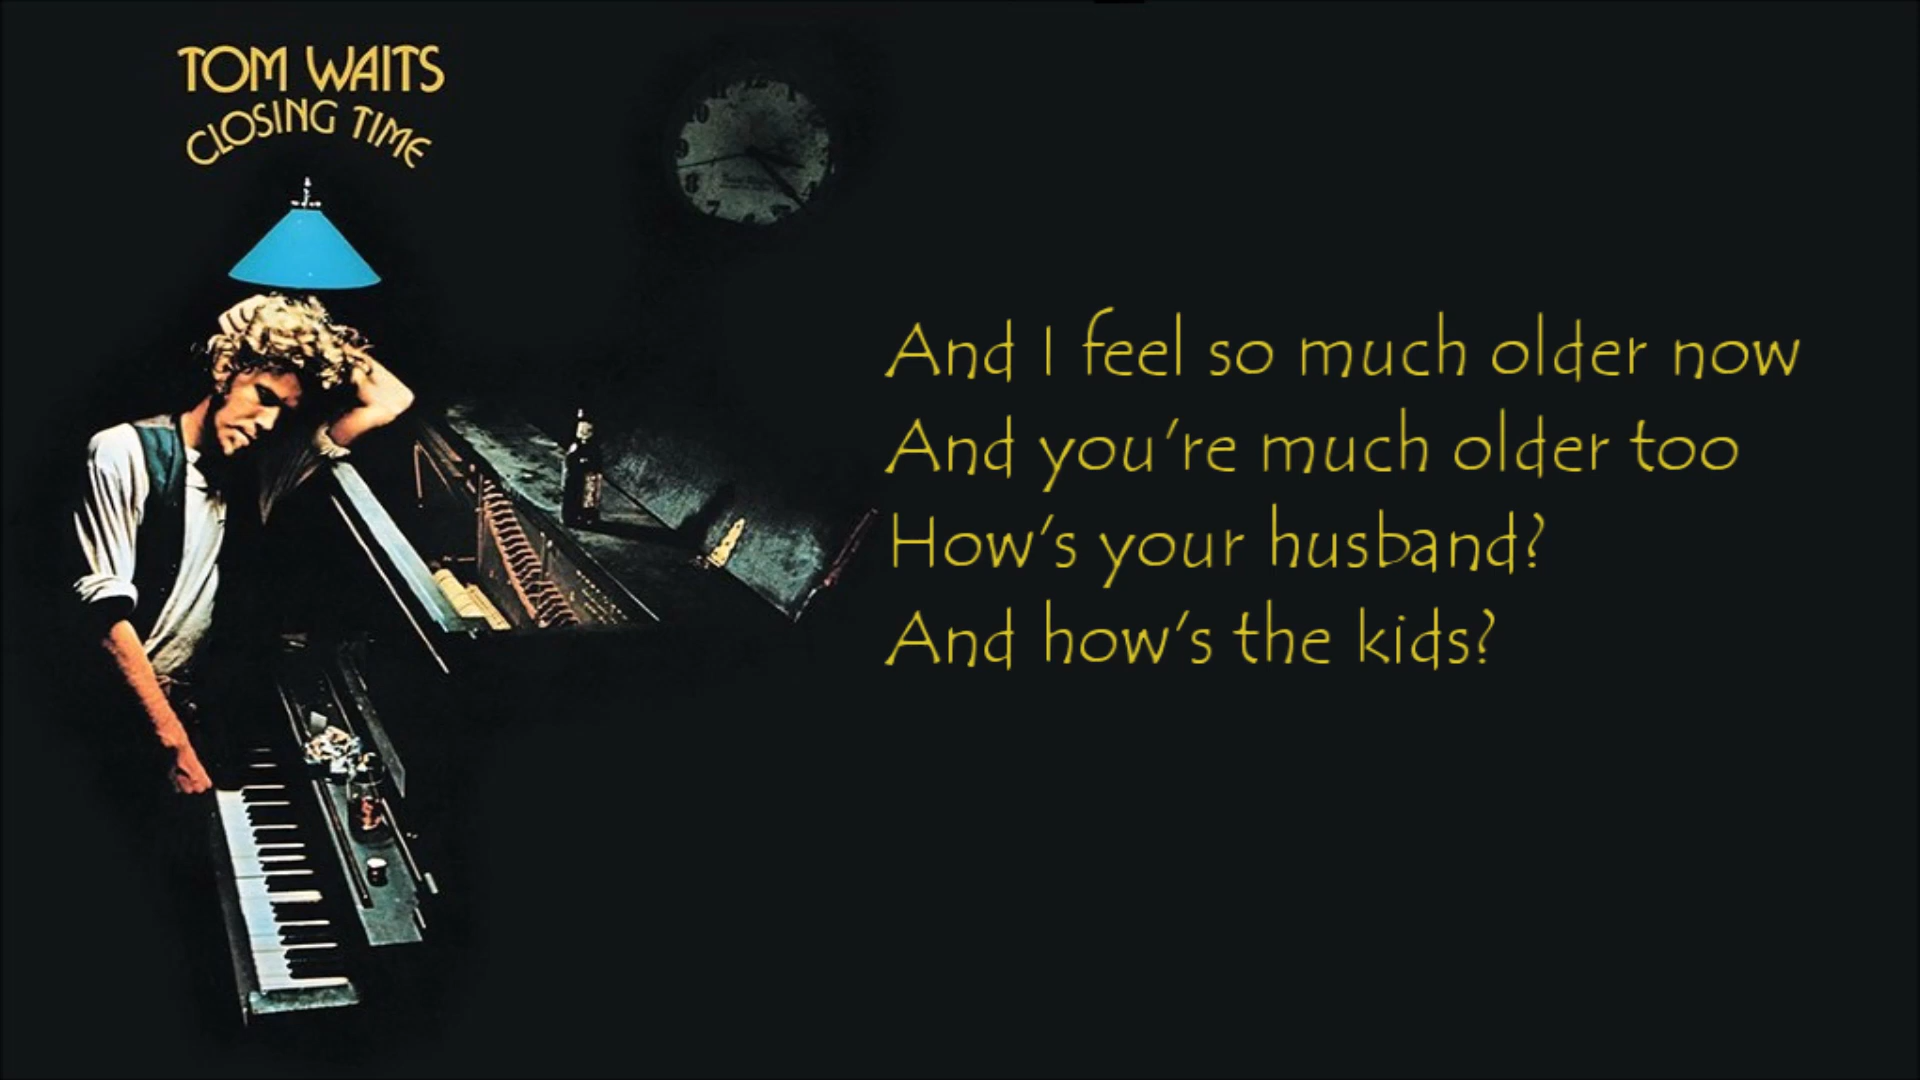 TOM WAITS
CLOSING TIME
And I feel so much older now
And you're much older too
How's your husband?
And how's the kids?